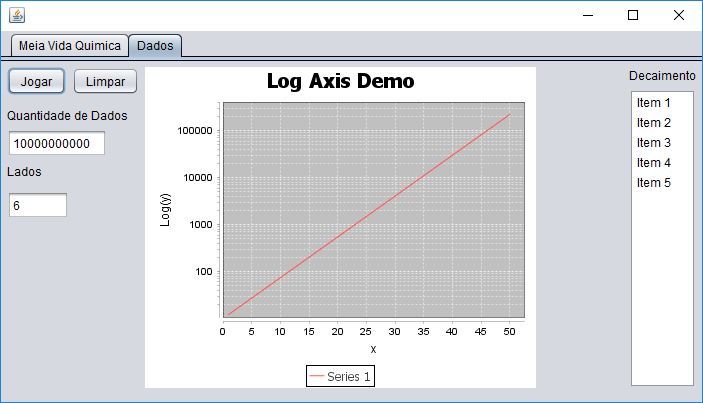 Meia Vida Quimica
Dados
Jogar
Limpar
Quantidade de Dados
10000000000
Lados
6
Log Axis Demo
Log(y)
100000
10000
1000
100
0 5 10 15 20 25 30 35 40 45 50
x
Series 1
Decaimento
Item 1
Item 2
Item 3
Item 4
Item 5